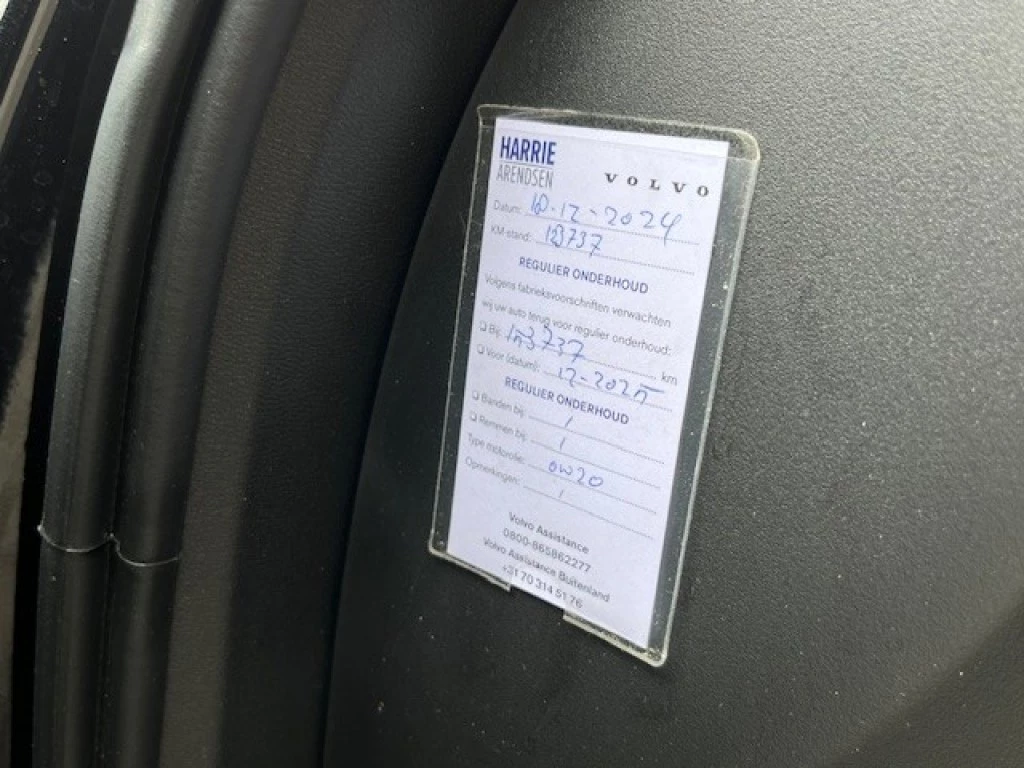 HARRIE
ARENDSEN
VOLVO
Datum: 10-12-2024
KM-stand: 123737
REGULIER ONDERHOUD
Volgens fabrieksvoorschriften verwachten
wij uw auto terug voor regulier onderhoud:
❑ Bij: km
❑ Voor (datum): 12-2025
REGULIER ONDERHOUD
❑ Banden bij: /
❑ Remmen bij: /
Type motorolie: 0W20
Opmerkingen: /
Volvo Assistance
0800-865862277
Volvo Assistance Buitenland
+31 70 314 51 76